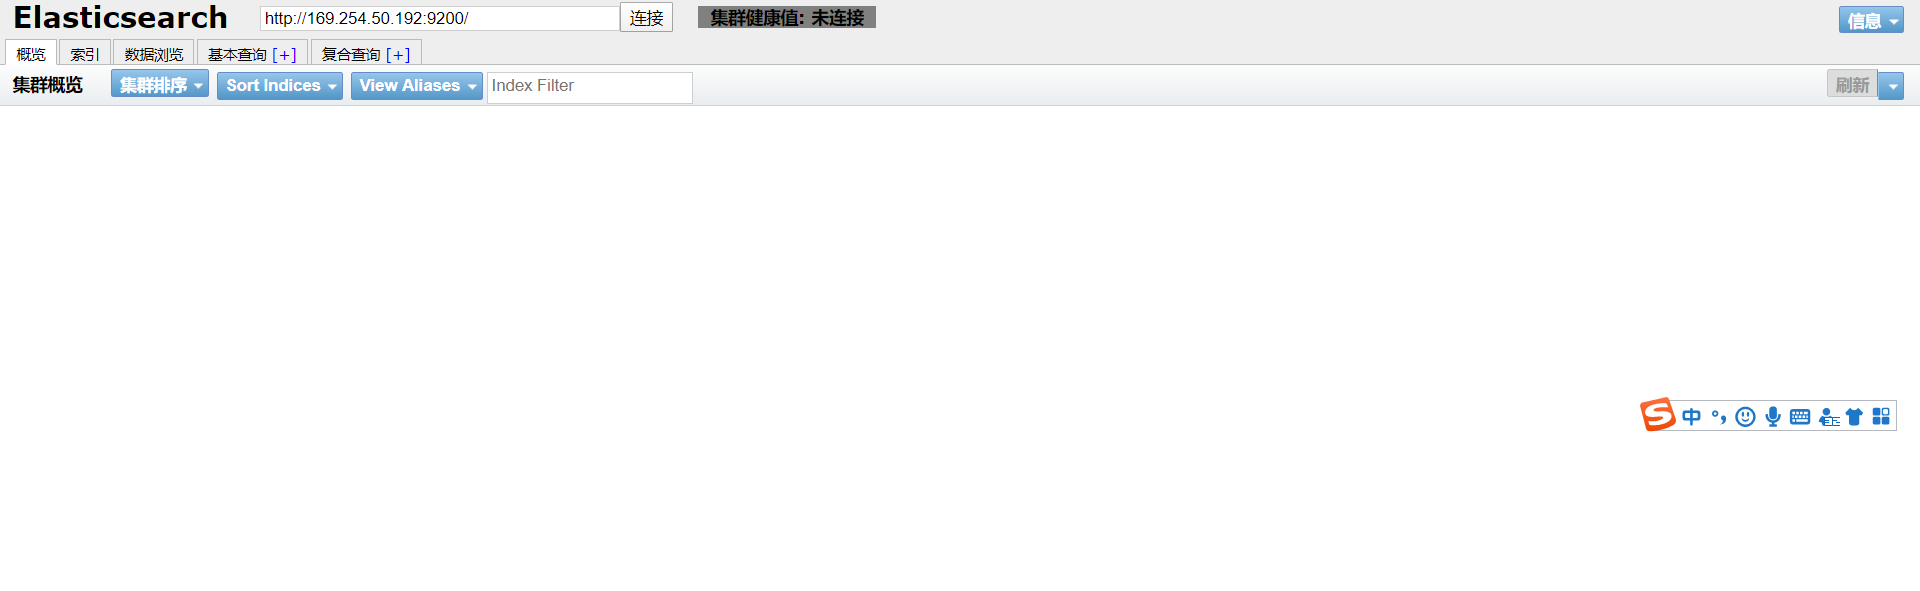 Elasticsearch http://169.254.50.192:9200/ 连接 集群健康值: 未连接 信息
概览 索引 数据浏览 基本查询 [+] 复合查询 [+]
集群概览 集群排序 Sort Indices View Aliases Index Filter 刷新
S 中 °,